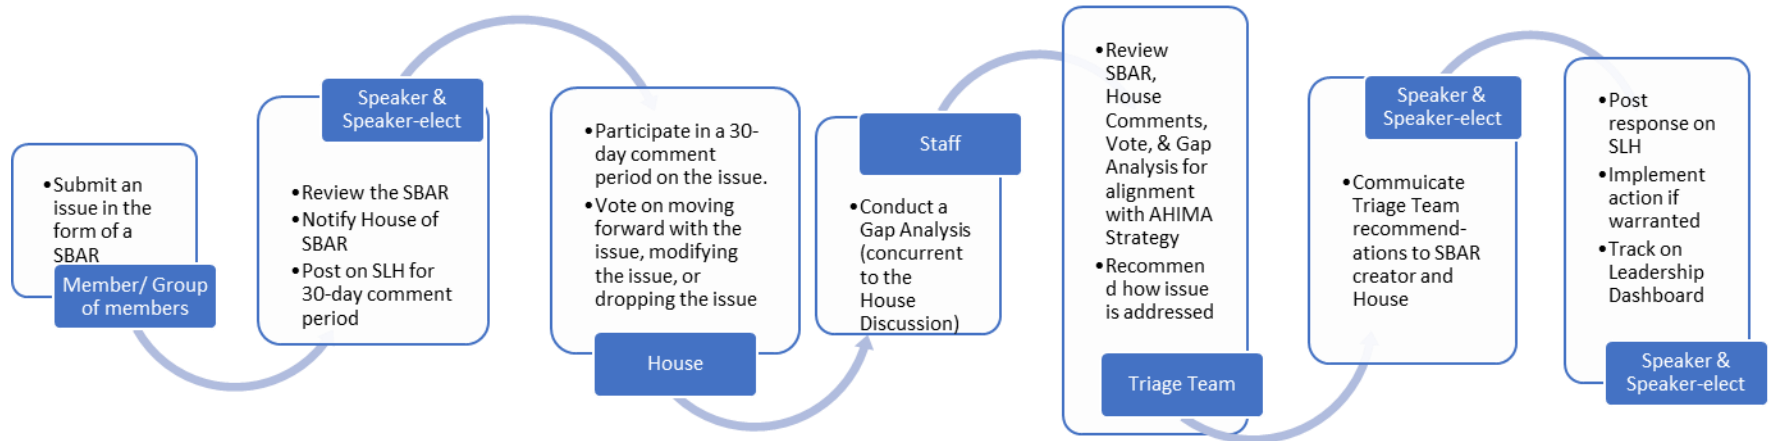 •Submit an
issue in the
form of a
SBAR
Member/ Group
of members
Speaker &
Speaker-elect
•Review the SBAR
•Notify House of
SBAR
•Post on SLH for
30-day comment
period
•Participate in a 30-
day comment
period on the issue.
•Vote on moving
forward with the
issue, modifying
the issue, or
dropping the issue
House
Staff
•Conduct a
Gap Analysis
(concurrent
to the
House
Discussion)
•Review
SBAR,
House
Comments,
Vote, & Gap
Analysis for
alignment
with AHIMA
Strategy
•Recommen
d how issue
is addressed
Triage Team
Speaker &
Speaker-elect
•Commuicate
Triage Team
recommend-
ations to SBAR
creator and
House
•Post
response on
SLH
•Implement
action if
warranted
•Track on
Leadership
Dashboard
Speaker &
Speaker-elect